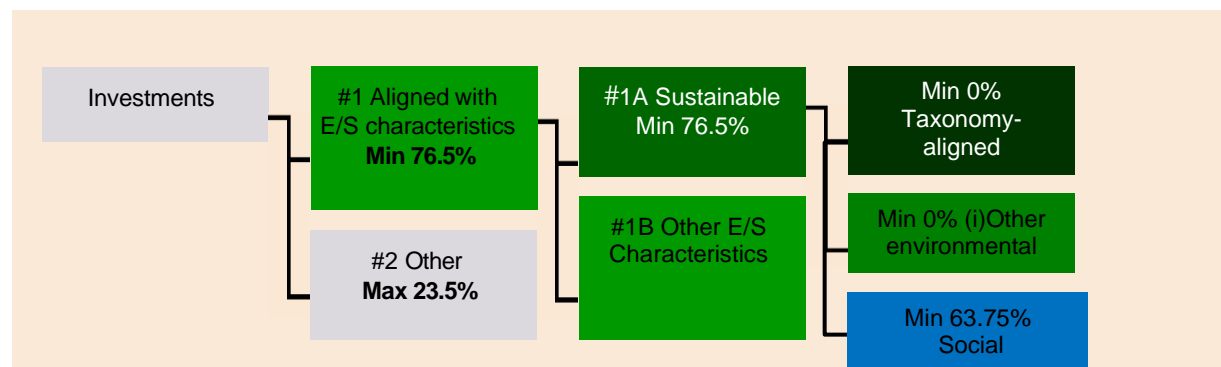 Investments
#1 Aligned with
E/S characteristics
Min 76.5%
#2 Other
Max 23.5%
#1A Sustainable
Min 76.5%
#1B Other E/S
Characteristics
Min 0%
Taxonomy-
aligned
Min 0% (i)Other
environmental
Min 63.75%
Social